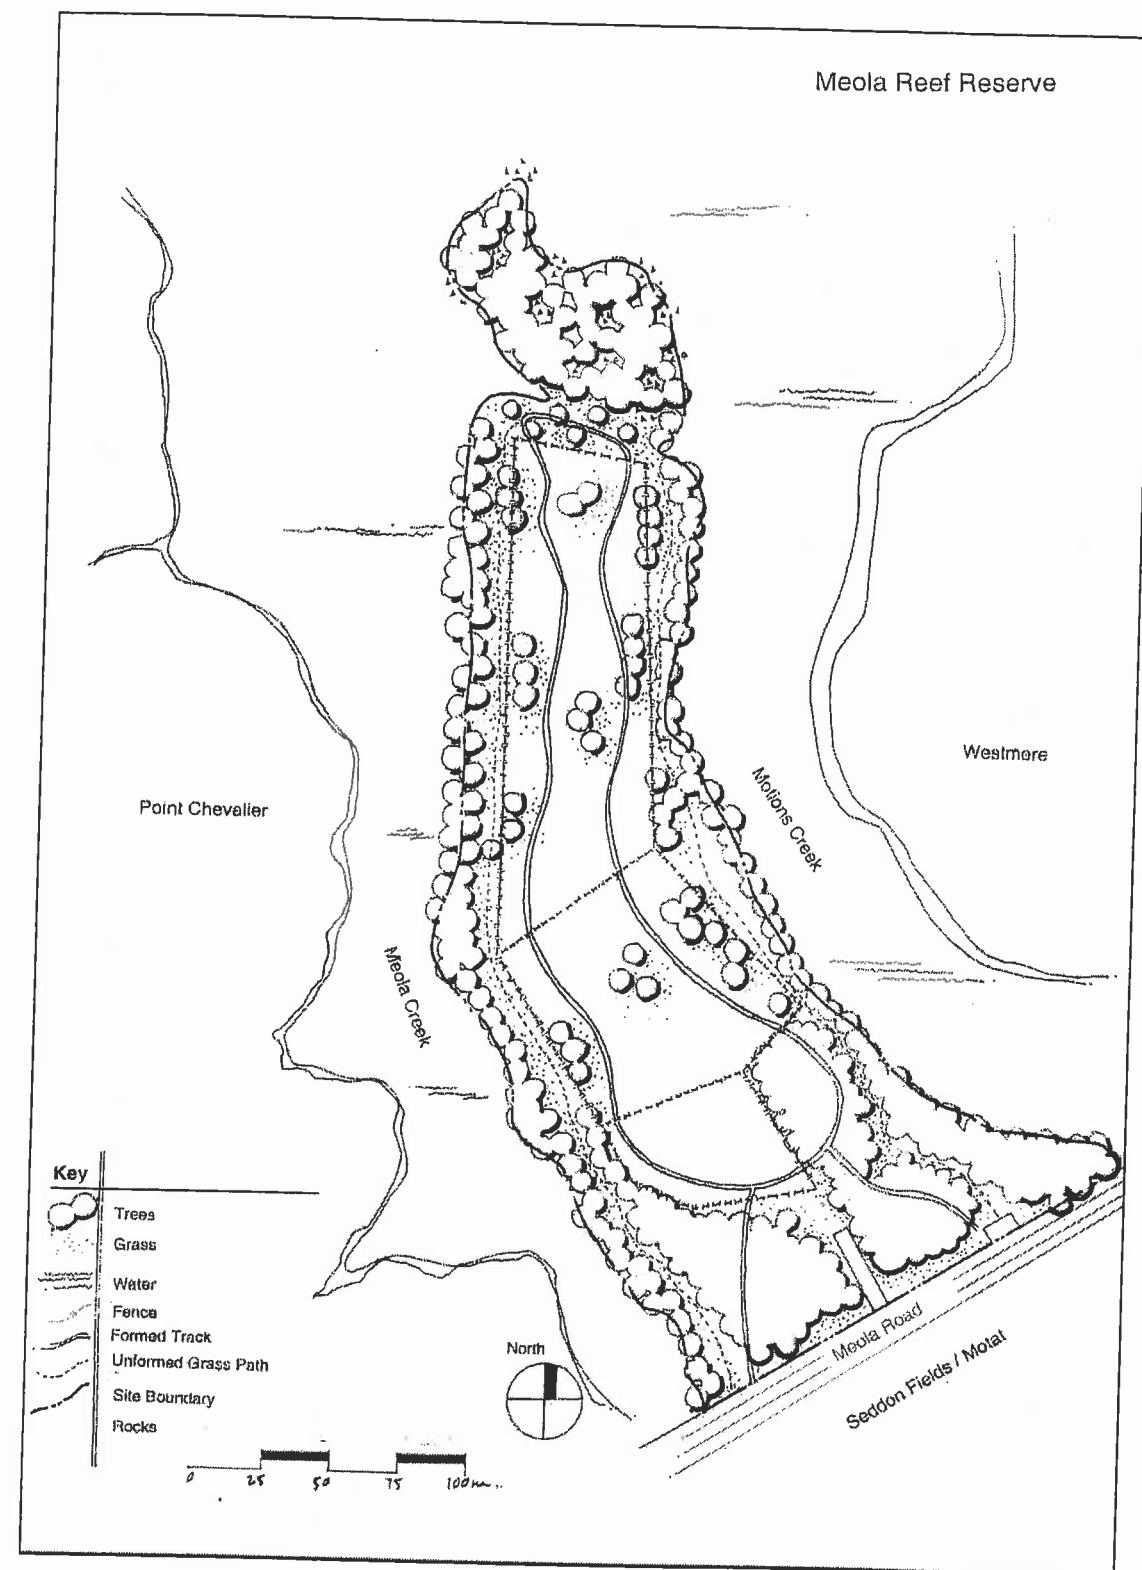 Meola Reef Reserve
Westmere
Point Chevalier
Motions Creek
Meola Creek
Key
Trees
Grass
Water
Fence
Formed Track
Unformed Grass Path
Site Boundary
Rocks
North
Meola Road
Seddon Fields / Motat
0 25 50 75 100m